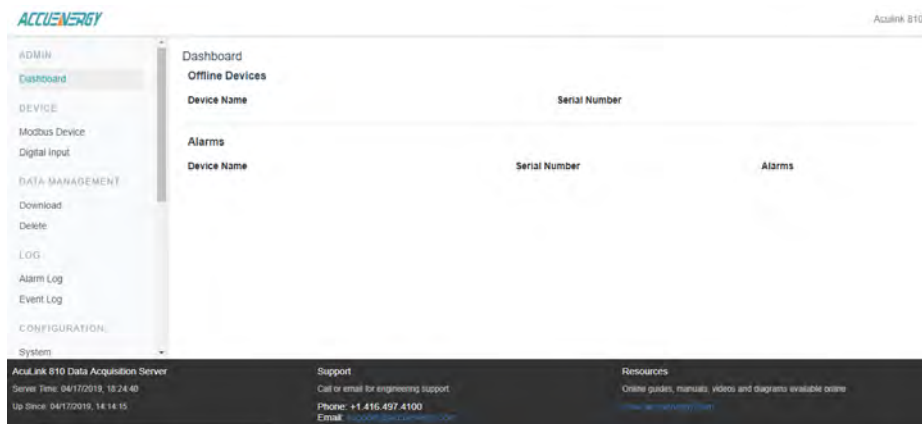 ACCUENERGY
Aculink 810
ADMIN
Dashboard
DEVICE
Modbus Device
Digital Input
DATA MANAGEMENT
Download
Delete
LOG
Alarm Log
Event Log
CONFIGURATION
System
Dashboard
Offline Devices
Device Name Serial Number
Alarms
Device Name Serial Number Alarms
AcuLink 810 Data Acquisition Server
Server Time: 04/17/2019, 18:24:40
Up Since: 04/17/2019, 14:14:15
Support
Call or email for engineering support
Phone: +1.416.497.4100
Email:
Resources
Online guides, manuals, videos and diagrams available online